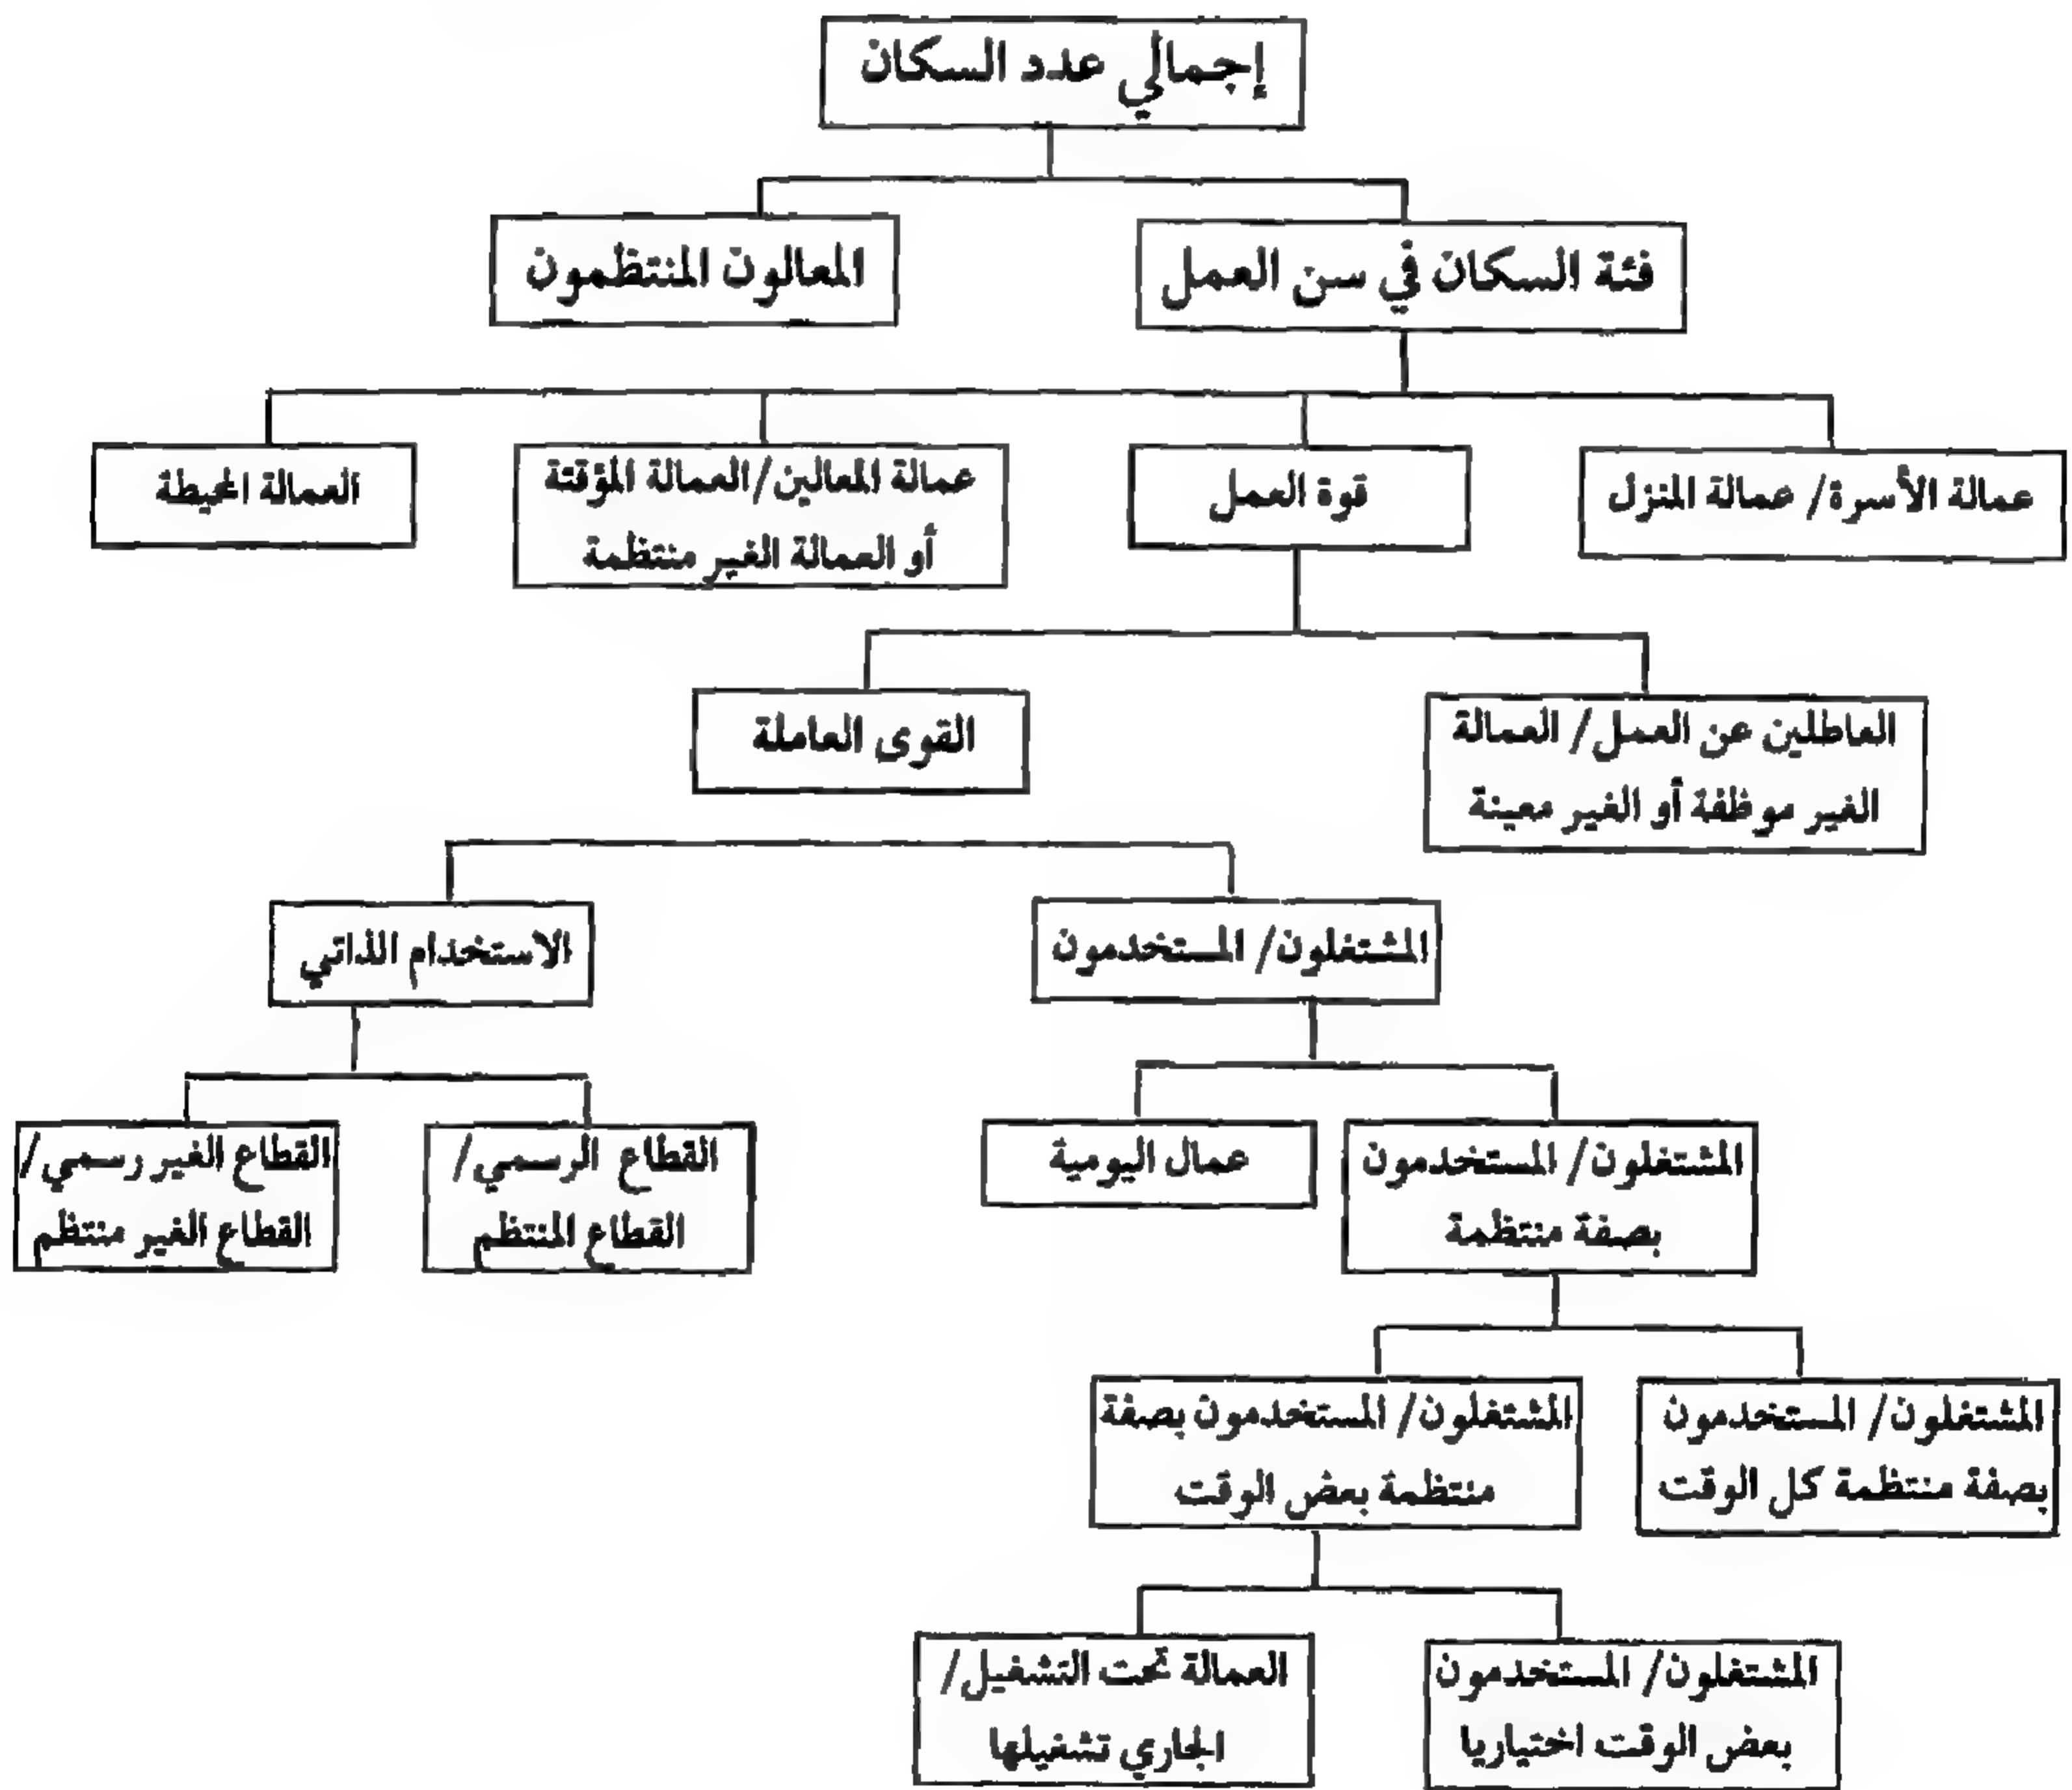 إجمالي عدد السكان
فئة السكان في سن العمل
المعالون المنتظمون
عمالة الأسرة/ عمالة المنزل
قوة العمل
عمالة المعالين/العمالة المؤقتة
أو العمالة الغير منتظمة
العمالة المحيطة
العاطلين عن العمل/ العمالة
الغير موظفة أو الغير معينة
القوى العاملة
المشتغلون/ المستخدمون
الاستخدام الذاتي
المشتغلون/ المستخدمون
بصفة منتظمة
عمال اليومية
القطاع الرسمي/
القطاع المنتظم
القطاع الغير رسمي/
القطاع الغير منتظم
المشتغلون/ المستخدمون
بصفة منتظمة كل الوقت
المشتغلون/ المستخدمون بصفة
منتظمة بعض الوقت
المشتغلون/ المستخدمون
بعض الوقت اختياريا
العمالة تحت التشغيل/
الجاري تشغيلها